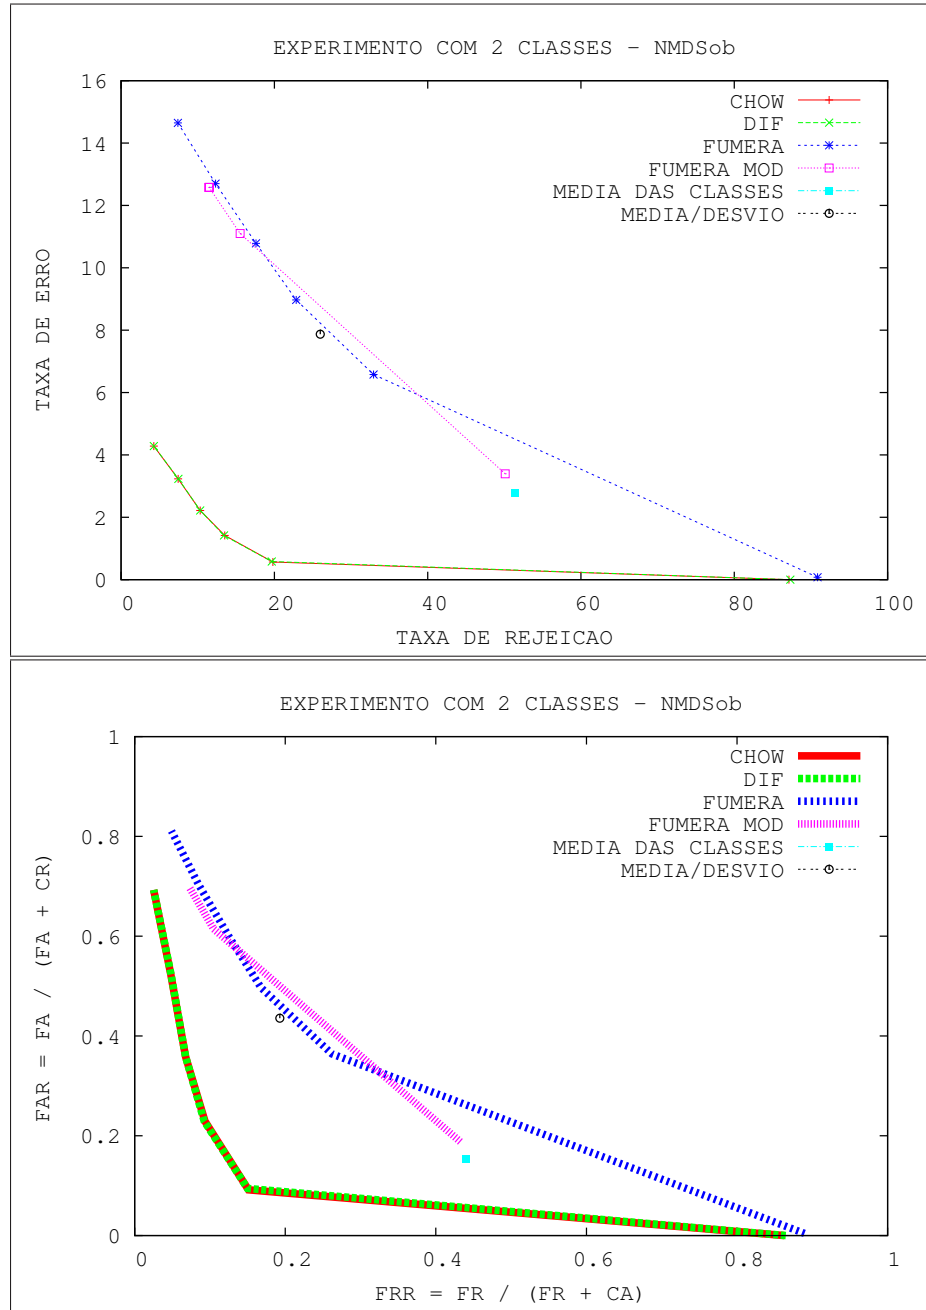 EXPERIMENTO COM 2 CLASSES - NMDSob
16
14
12
10
8
6
4
2
0
TAXA DE ERRO
CHOW
DIF
FUMERA
FUMERA MOD
MEDIA DAS CLASSES
MEDIA/DESVIO
0 20 40 60 80 100
TAXA DE REJEICAO
EXPERIMENTO COM 2 CLASSES - NMDSob
1
0.8
0.6
0.4
0.2
0
FAR = FA / (FA + CR)
CHOW
DIF
FUMERA
FUMERA MOD
MEDIA DAS CLASSES
MEDIA/DESVIO
0 0.2 0.4 0.6 0.8 1
FRR = FR / (FR + CA)